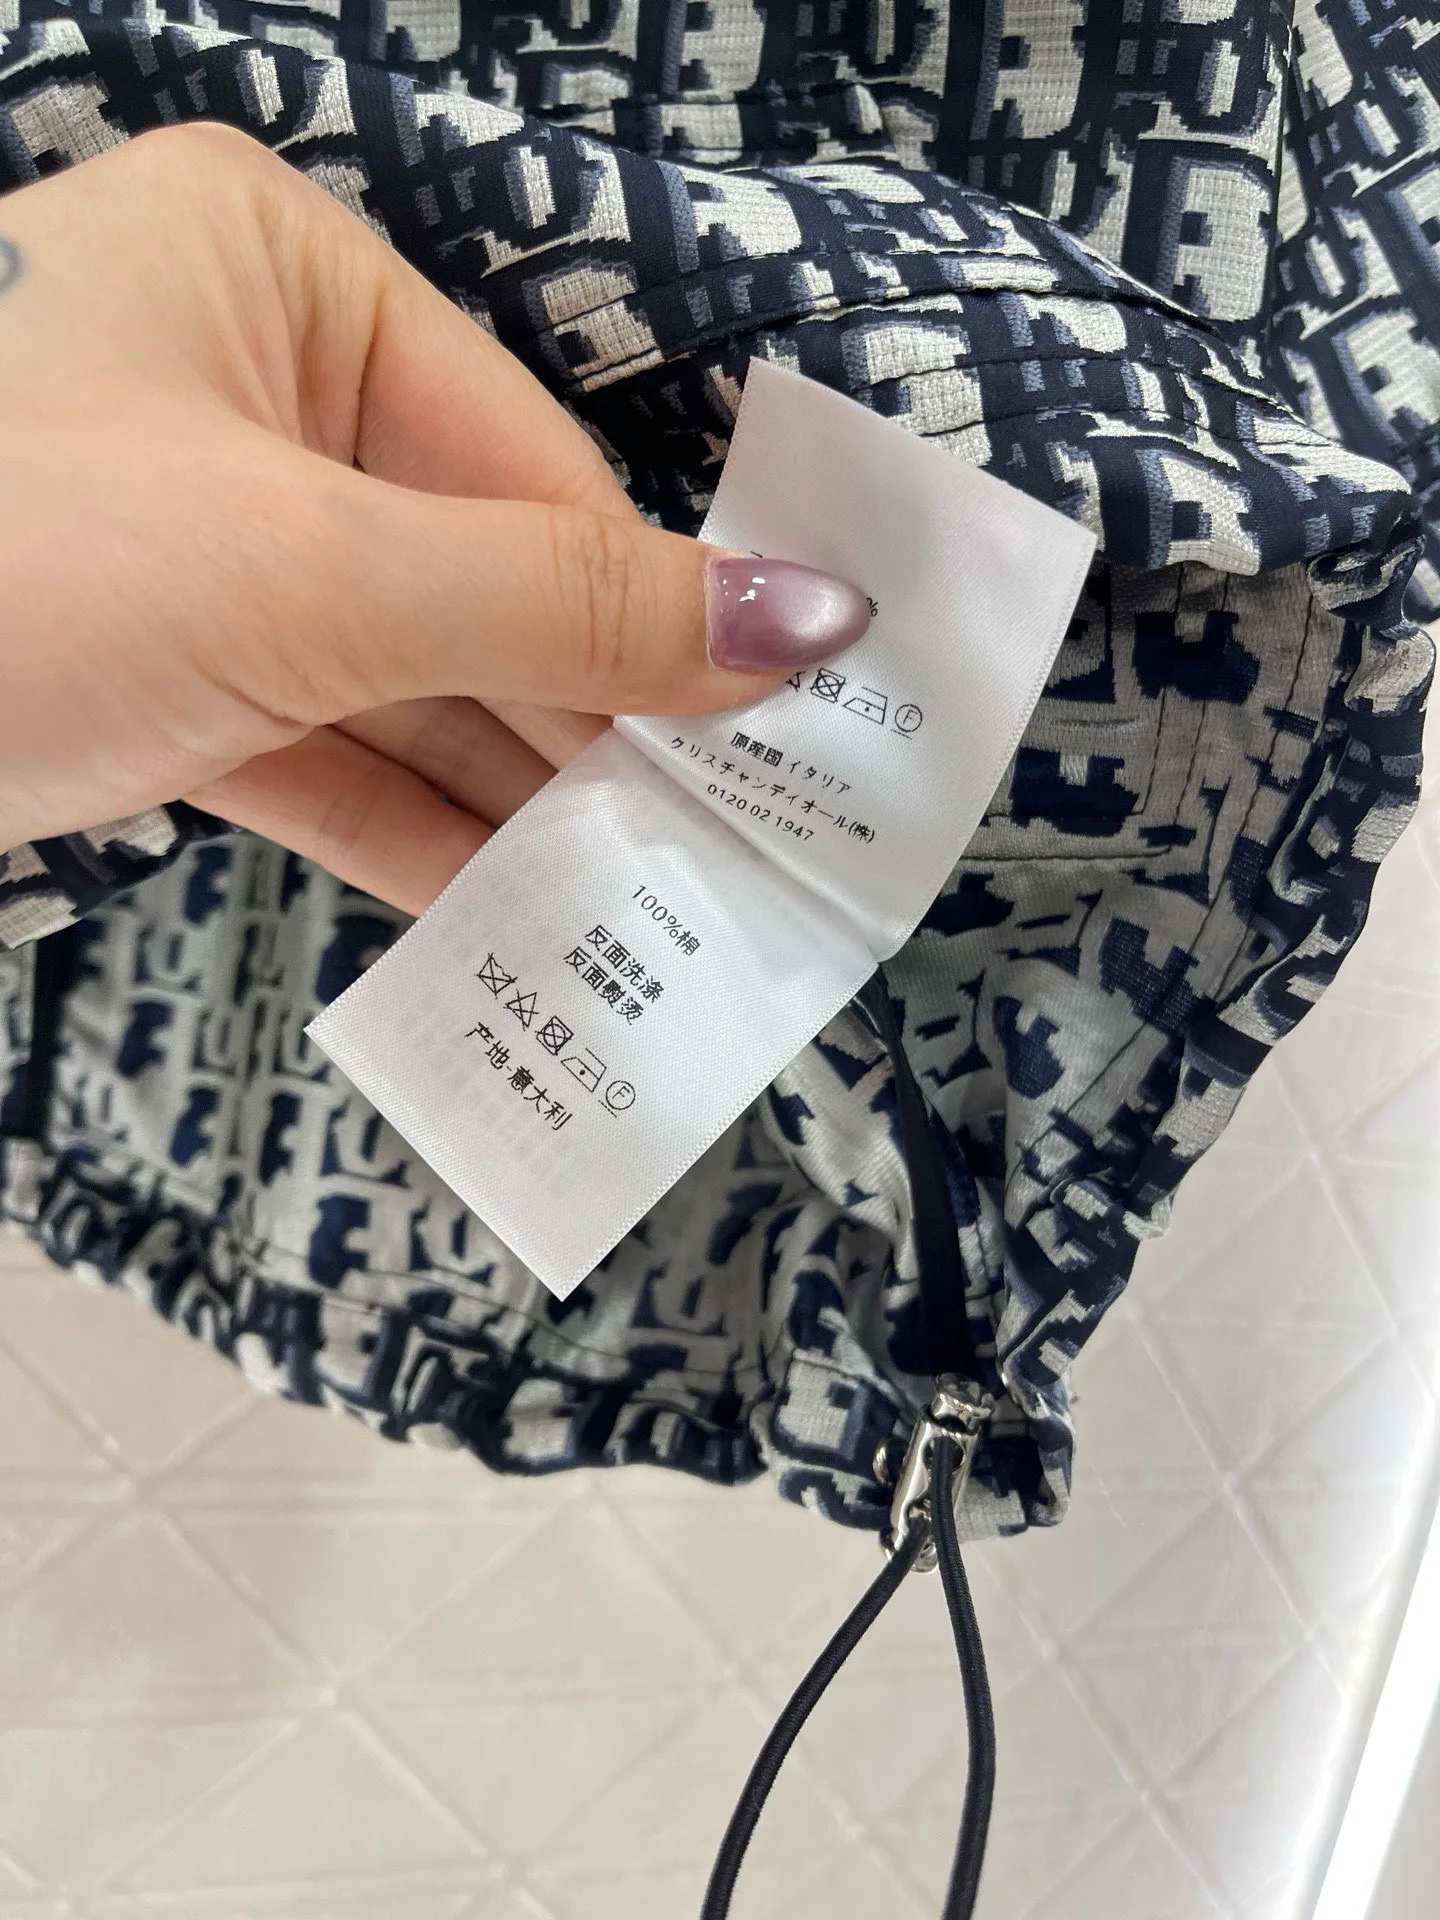 %
F
原産国 イタリア
クリスチャンディオール(株)
0120 02 1947
100%棉
反面洗涤
反面熨烫
F
产地-意大利